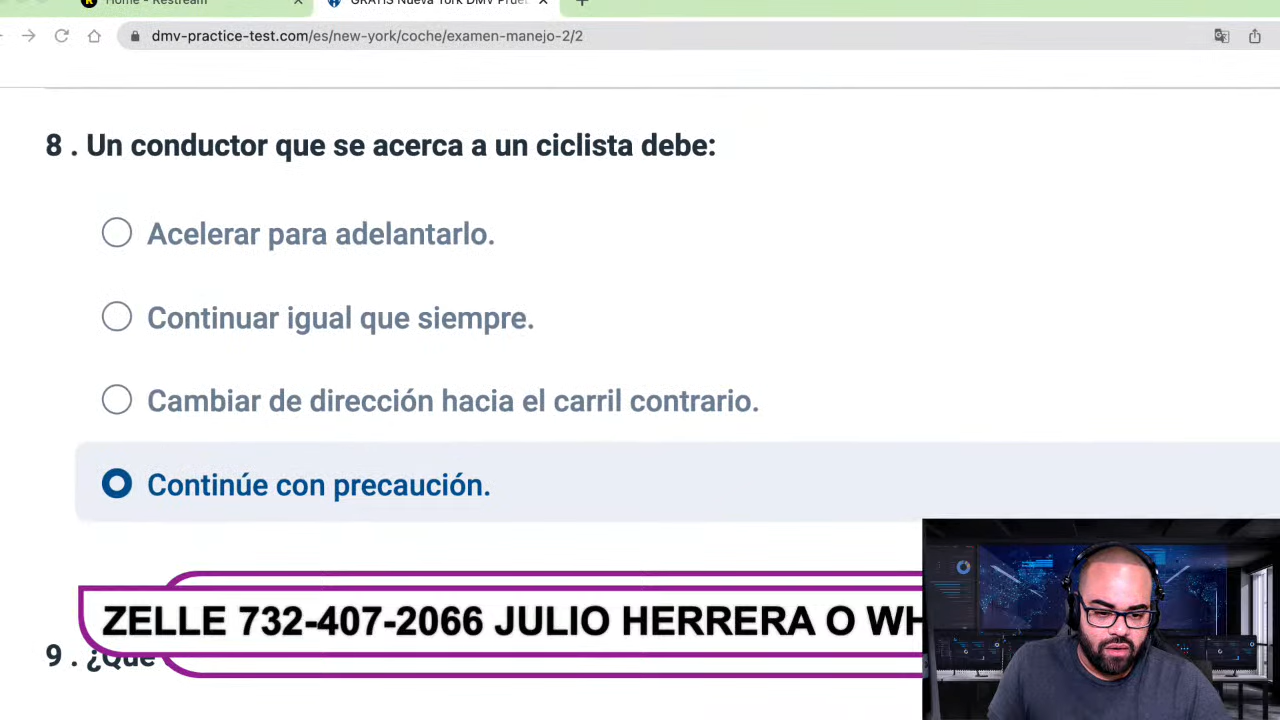 Home - Restream
GRATIS Nueva York DMV Prue
dmv-practice-test.com/es/new-york/coche/examen-manejo-2/2
8 . Un conductor que se acerca a un ciclista debe:
Acelerar para adelantarlo.
Continuar igual que siempre.
Cambiar de dirección hacia el carril contrario.
Continúe con precaución.
ZELLE 732-407-2066 JULIO HERRERA O WH
9 . ¿Qué